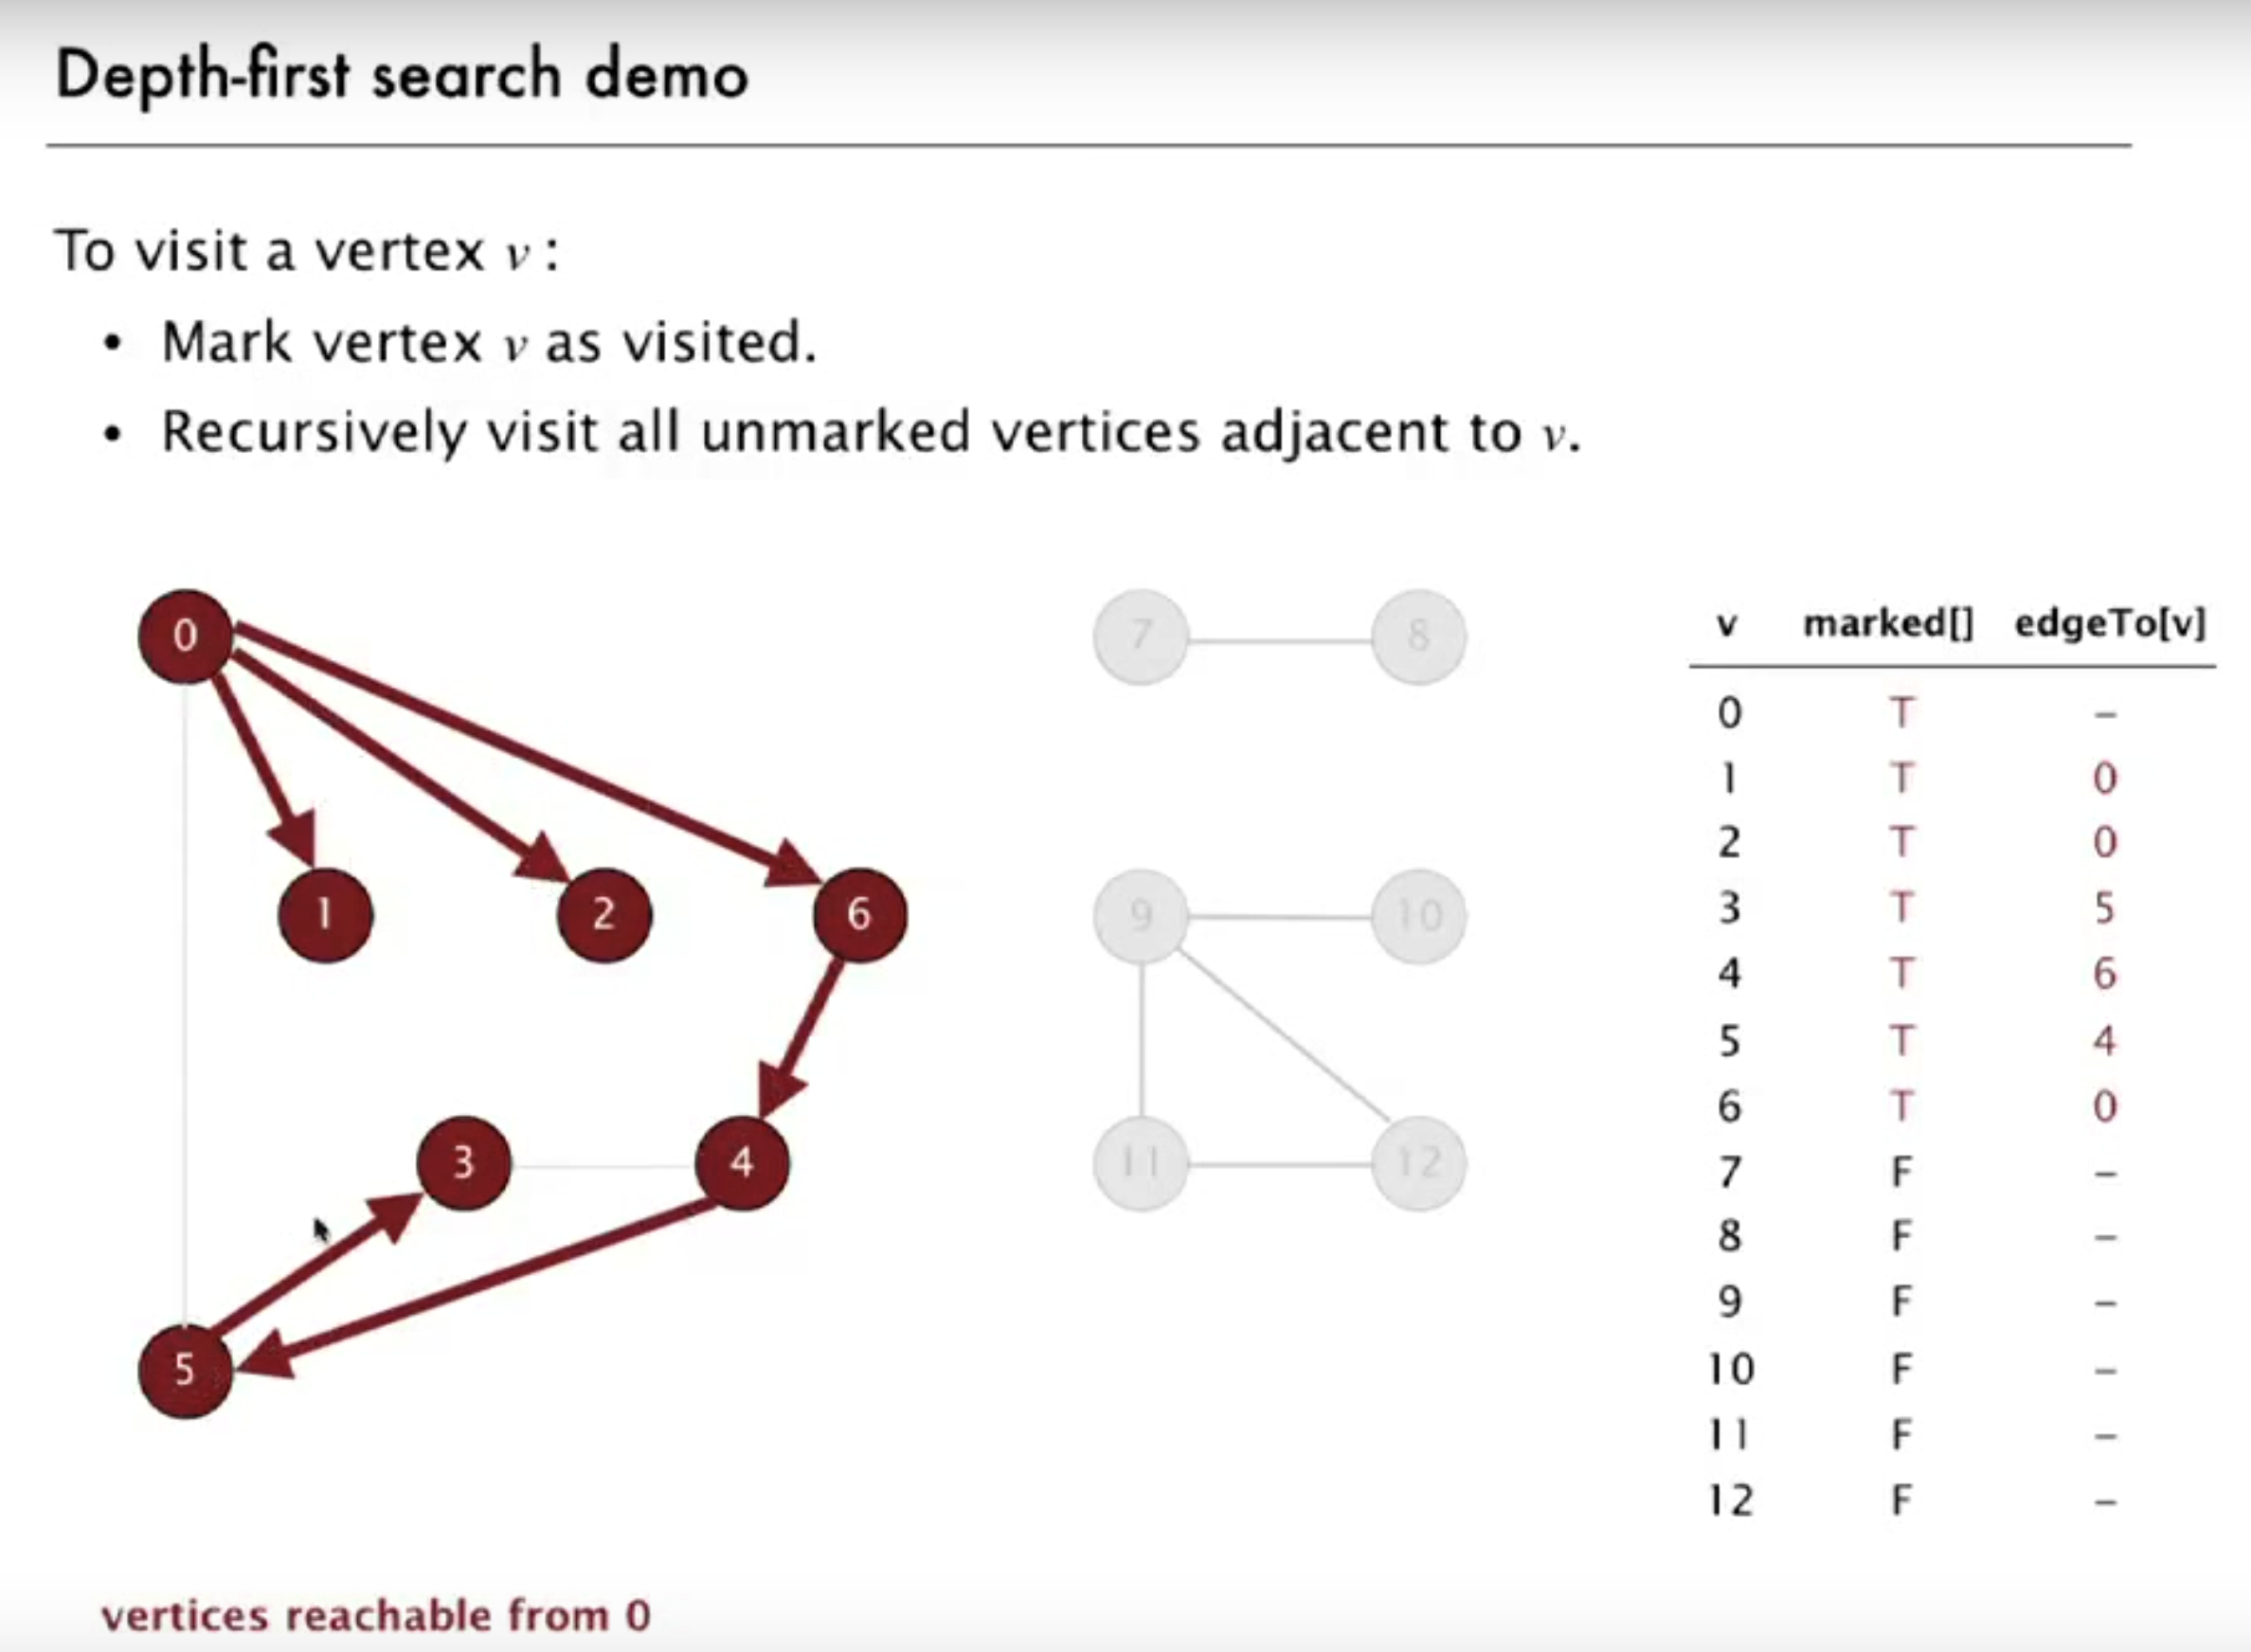 Depth-first search demo
To visit a vertex v :
• Mark vertex v as visited.
• Recursively visit all unmarked vertices adjacent to v.
0
1
2
6
3
4
5
7
8
9
10
11
12
v marked[] edgeTo[v]
0 T –
1 T 0
2 T 0
3 T 5
4 T 6
5 T 4
6 T 0
7 F –
8 F –
9 F –
10 F –
11 F –
12 F –
vertices reachable from 0